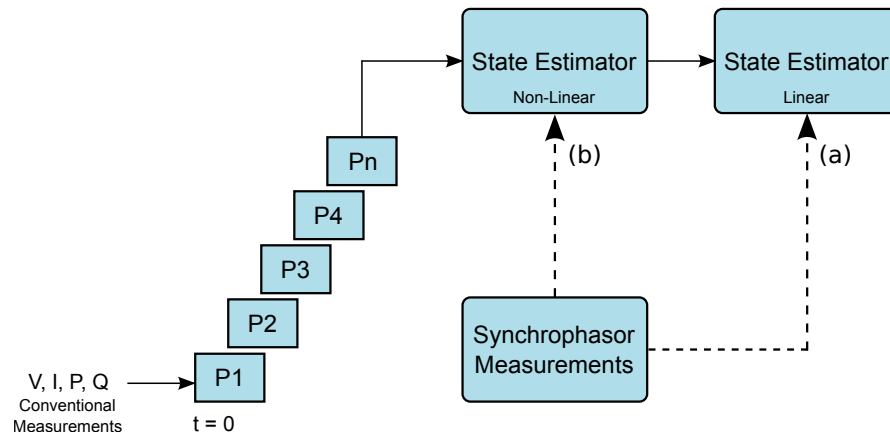 State Estimator
Non-Linear
State Estimator
Linear
(b)
(a)
Pn
P4
P3
P2
P1
Synchrophasor
Measurements
V, I, P, Q
Conventional
Measurements
t = 0